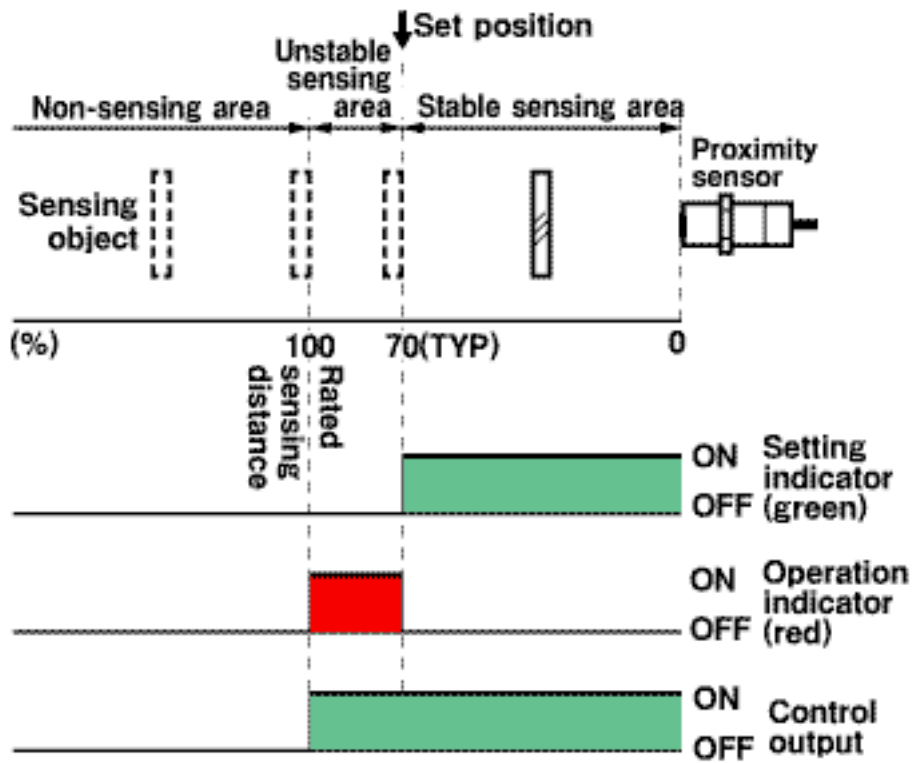 Set position
Unstable
sensing
area
Non-sensing area
Stable sensing area
Proximity
sensor
Sensing
object
(%)
100
70(TYP)
0
Rated
sensing
distance
ON
OFF
Setting
indicator
(green)
ON
OFF
Operation
indicator
(red)
ON
OFF
Control
output